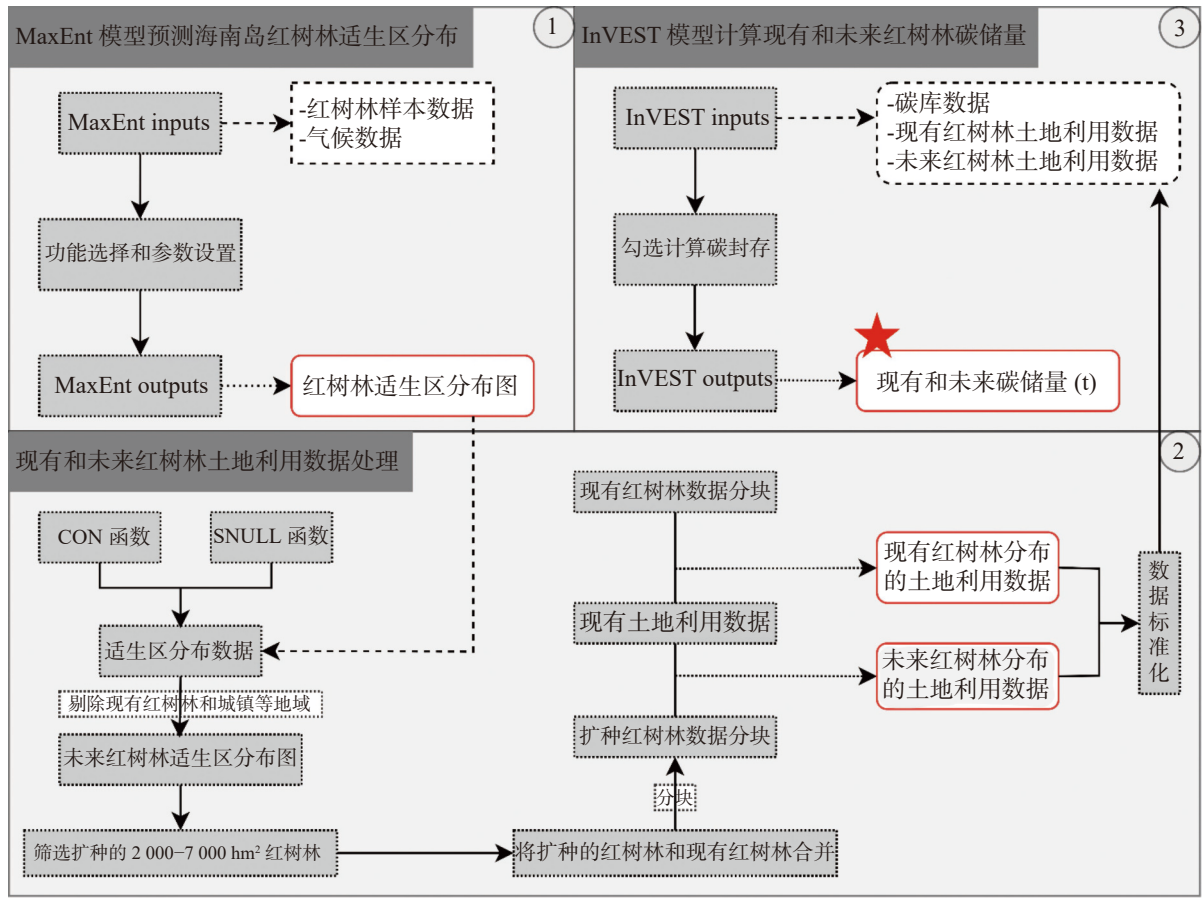 MaxEnt 模型预测海南岛红树林适生区分布
1
MaxEnt inputs
-红树林样本数据
-气候数据
功能选择和参数设置
MaxEnt outputs
红树林适生区分布图
InVEST 模型计算现有和未来红树林碳储量
3
InVEST inputs
-碳库数据
-现有红树林土地利用数据
-未来红树林土地利用数据
勾选计算碳封存
InVEST outputs
现有和未来碳储量 (t)
现有和未来红树林土地利用数据处理
2
CON 函数
SNULL 函数
适生区分布数据
剔除现有红树林和城镇等地域
未来红树林适生区分布图
筛选扩种的 2 000−7 000 hm² 红树林
将扩种的红树林和现有红树林合并
分块
扩种红树林数据分块
现有土地利用数据
现有红树林数据分块
现有红树林分布
的土地利用数据
未来红树林分布
的土地利用数据
数
据
标
准
化